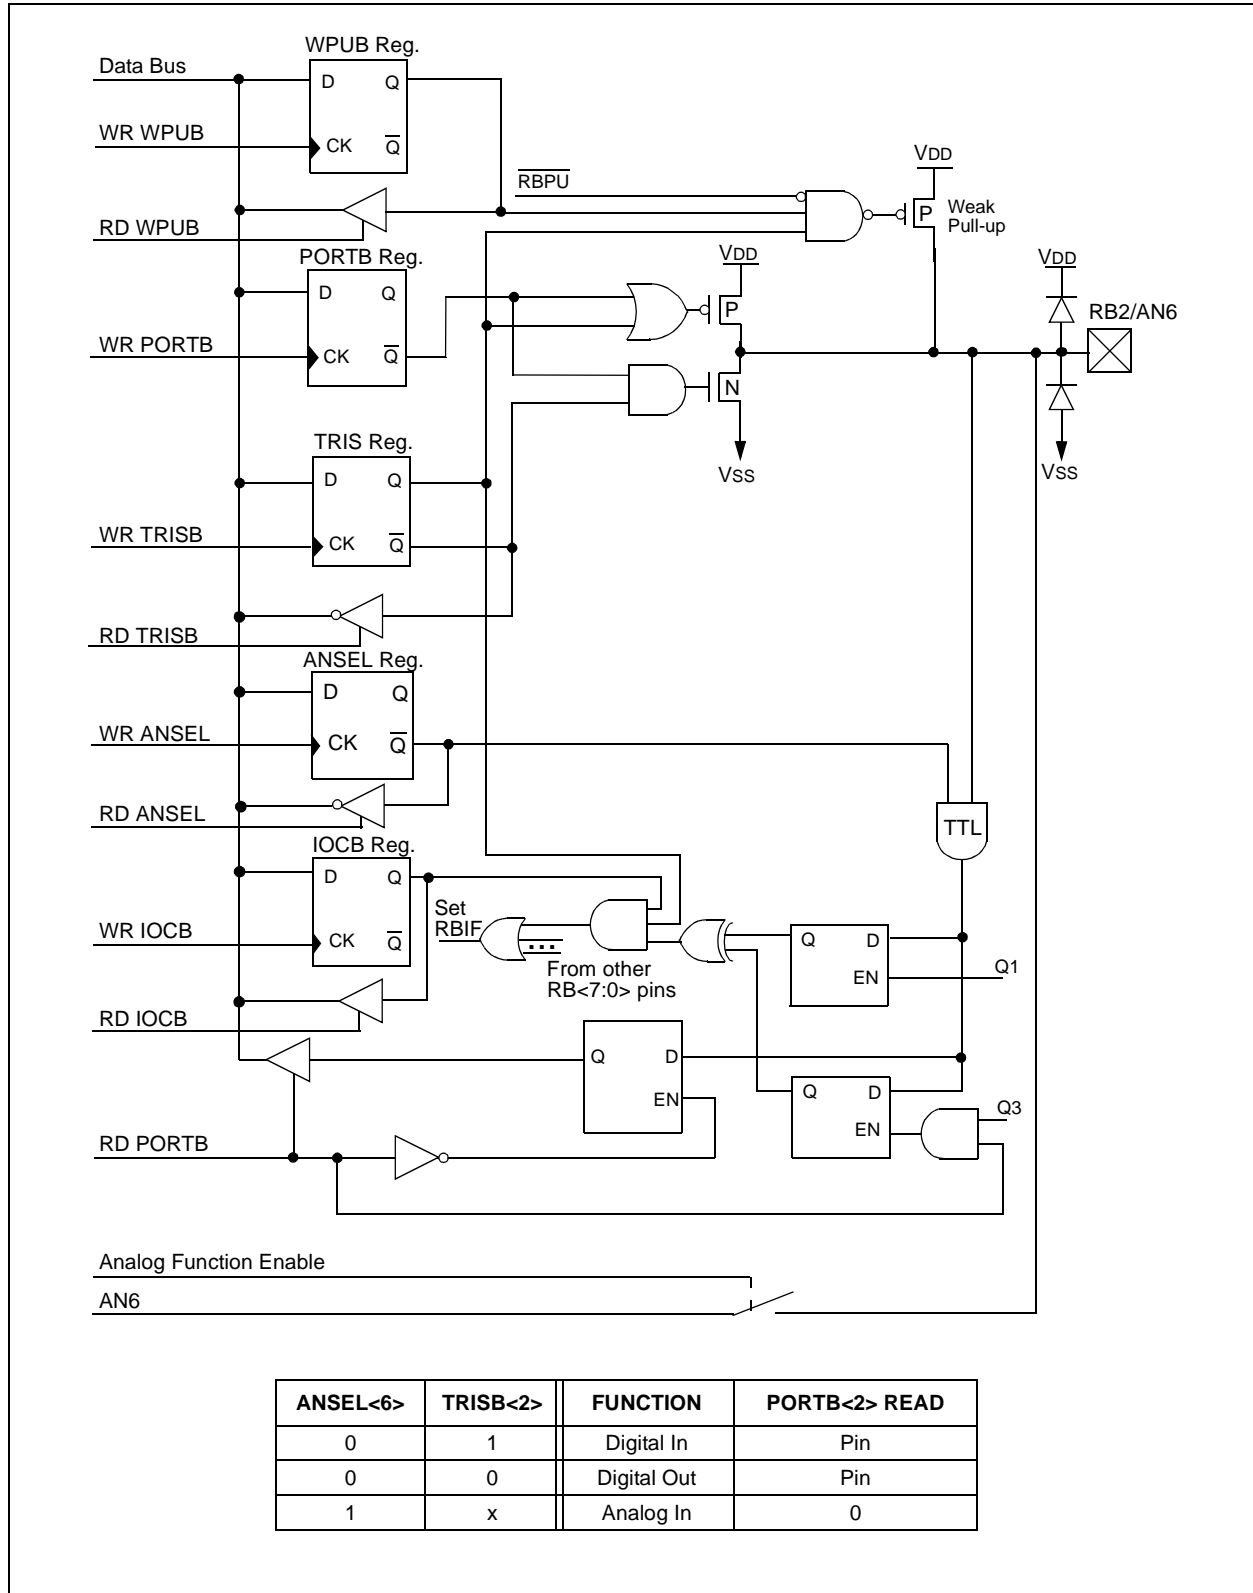 WPUB Reg.
Data Bus
D Q
WR WPUB
CK Q̅
VDD
R̅B̅P̅U̅
P
Weak
Pull-up
RD WPUB
PORTB Reg.
VDD
VDD
D Q
P
RB2/AN6
WR PORTB
CK Q̅
N
TRIS Reg.
VSS
VSS
D Q
WR TRISB
CK Q̅
RD TRISB
ANSEL Reg.
D Q
WR ANSEL
CK Q̅
RD ANSEL
TTL
IOCB Reg.
D Q
Set
RBIF
WR IOCB
CK Q̅
From other
RB<7:0> pins
Q D
EN
Q1
RD IOCB
Q D
EN
Q D
EN
Q3
RD PORTB
Analog Function Enable
AN6
ANSEL<6> TRISB<2> FUNCTION PORTB<2> READ
0 1 Digital In Pin
0 0 Digital Out Pin
1 x Analog In 0